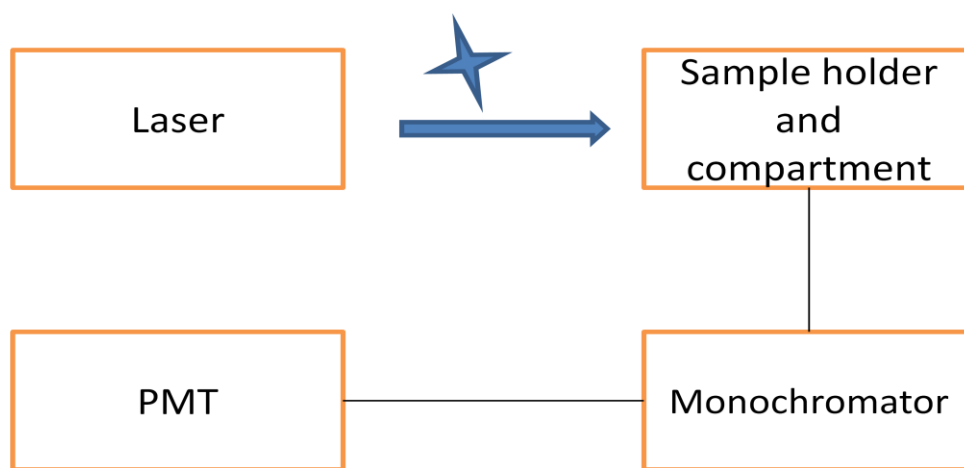 Laser
Sample holder
and
compartment
PMT
Monochromator